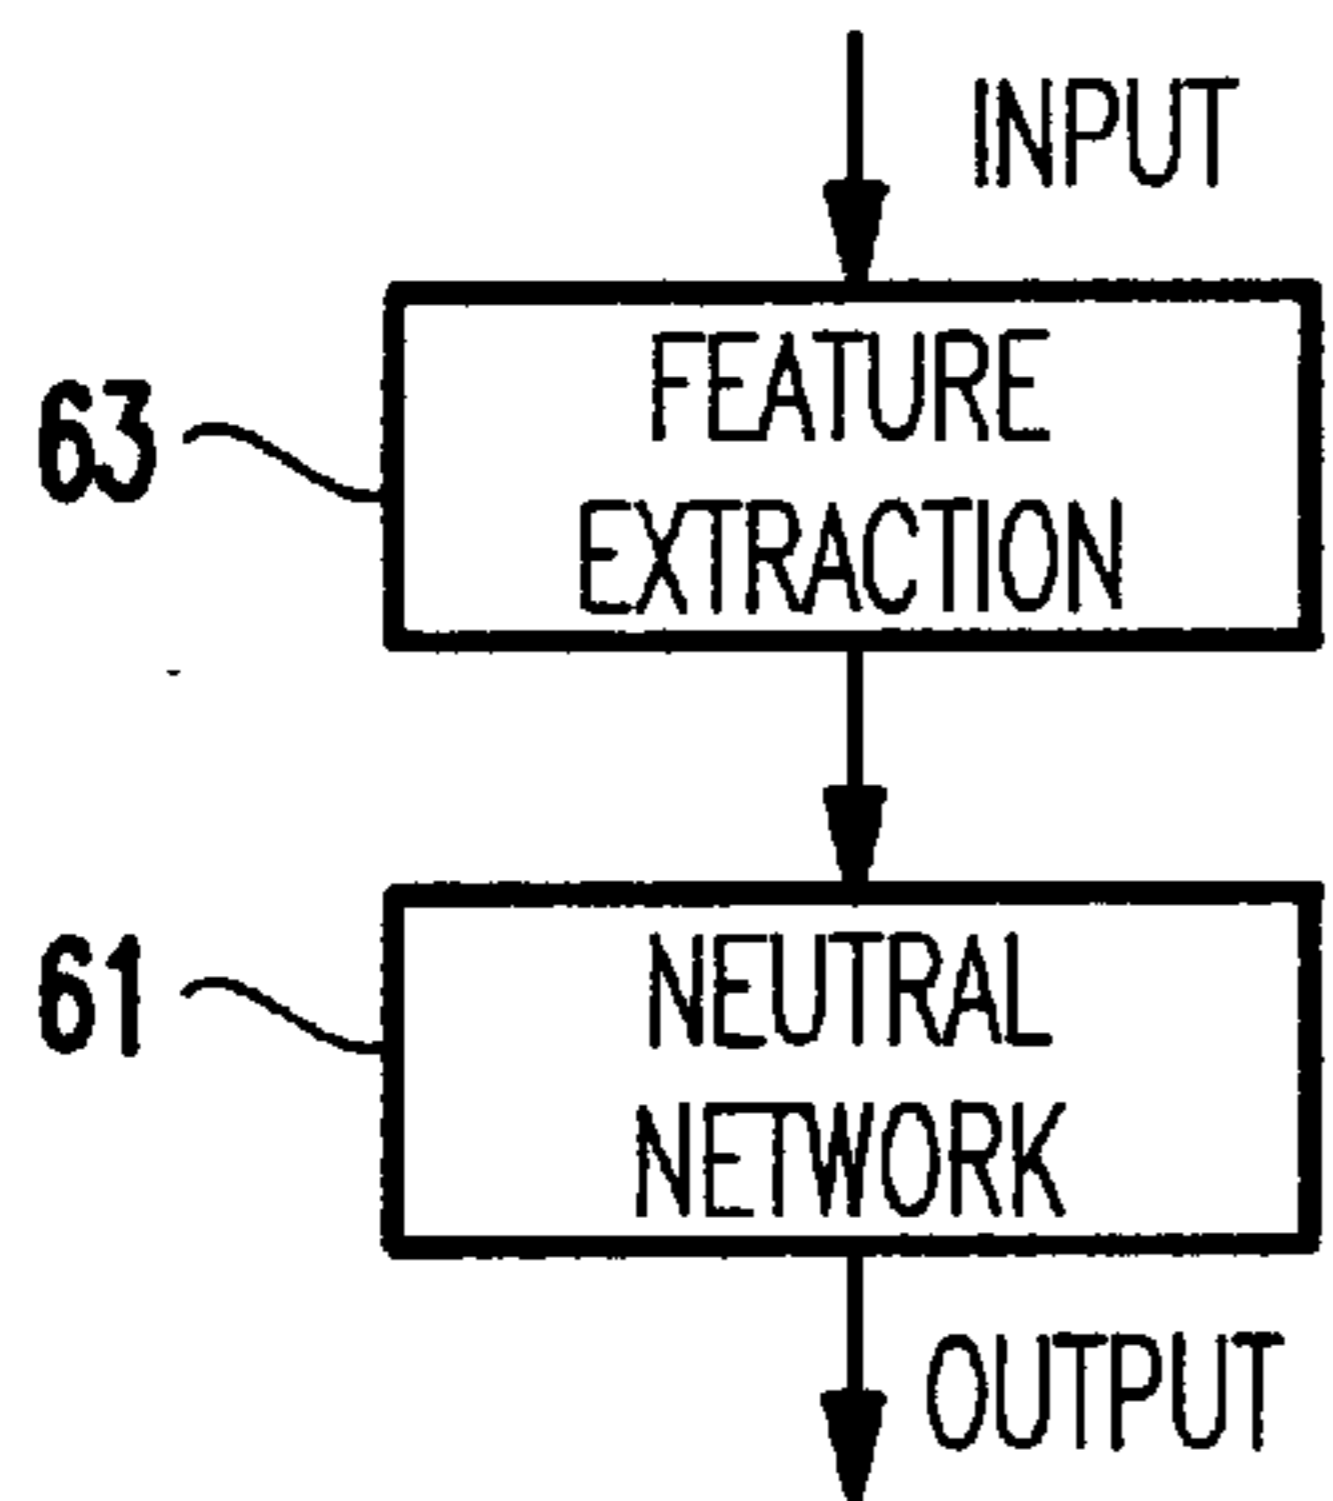 INPUT
FEATURE
EXTRACTION
63
NEUTRAL
NETWORK
61
OUTPUT